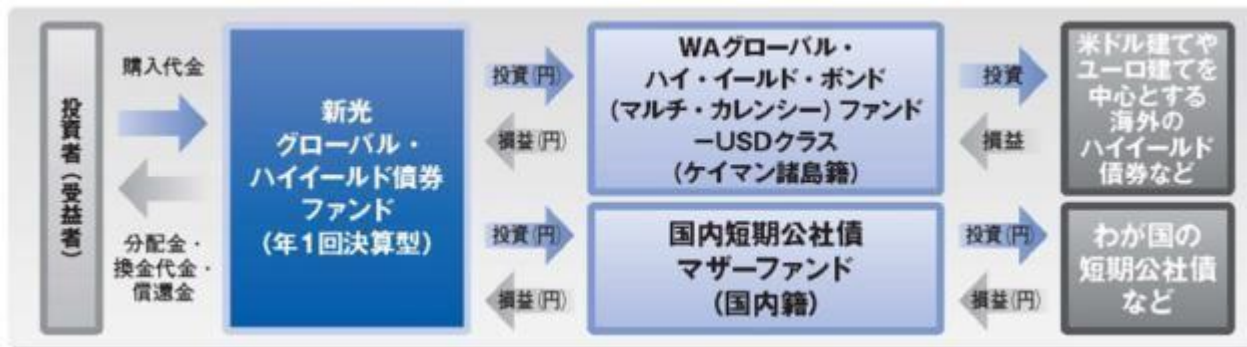 投資者(受益者)
購入代金
分配金・
換金代金・
償還金
新光
グローバル・
ハイイールド債券
ファンド
(年1回決算型)
投資(円)
損益(円)
WAグローバル・
ハイ・イールド・ボンド
(マルチ・カレンシー)ファンド
ーUSDクラス
(ケイマン諸島籍)
投資
損益
米ドル建てや
ユーロ建てを
中心とする
海外の
ハイイールド
債券など
投資(円)
損益(円)
国内短期公社債
マザーファンド
(国内籍)
投資(円)
損益(円)
わが国の
短期公社債
など